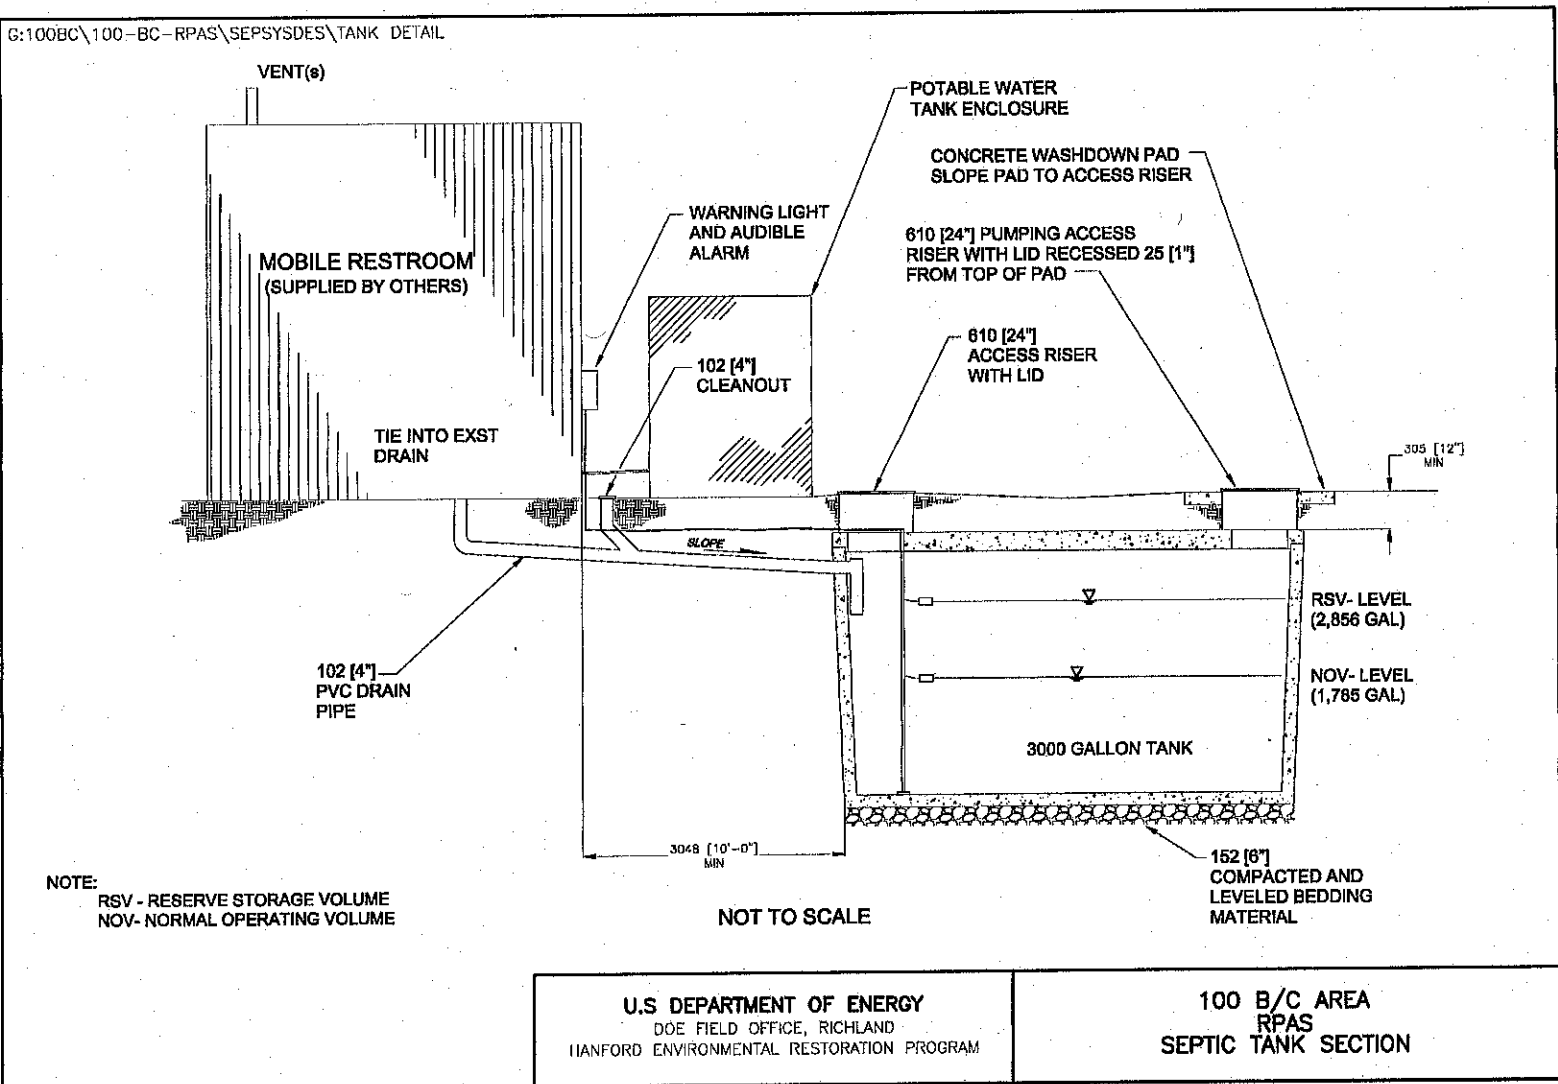 G:100BC\100-BC-RPAS\SEPSYSDES\TANK DETAIL
VENT(s)
POTABLE WATER
TANK ENCLOSURE
CONCRETE WASHDOWN PAD
SLOPE PAD TO ACCESS RISER
WARNING LIGHT
AND AUDIBLE
ALARM
610 [24"] PUMPING ACCESS
RISER WITH LID RECESSED 25 [1"]
FROM TOP OF PAD
MOBILE RESTROOM
(SUPPLIED BY OTHERS)
610 [24"]
ACCESS RISER
WITH LID
102 [4"]
CLEANOUT
TIE INTO EXST
DRAIN
305 [12"]
MIN
SLOPE
RSV- LEVEL
(2,856 GAL)
102 [4"]
PVC DRAIN
PIPE
NOV- LEVEL
(1,785 GAL)
3000 GALLON TANK
3048 [10'-0"]
MIN
152 [6"]
COMPACTED AND
LEVELED BEDDING
MATERIAL
NOTE:
RSV - RESERVE STORAGE VOLUME
NOV- NORMAL OPERATING VOLUME
NOT TO SCALE
U.S DEPARTMENT OF ENERGY
DOE FIELD OFFICE, RICHLAND
HANFORD ENVIRONMENTAL RESTORATION PROGRAM
100 B/C AREA
RPAS
SEPTIC TANK SECTION